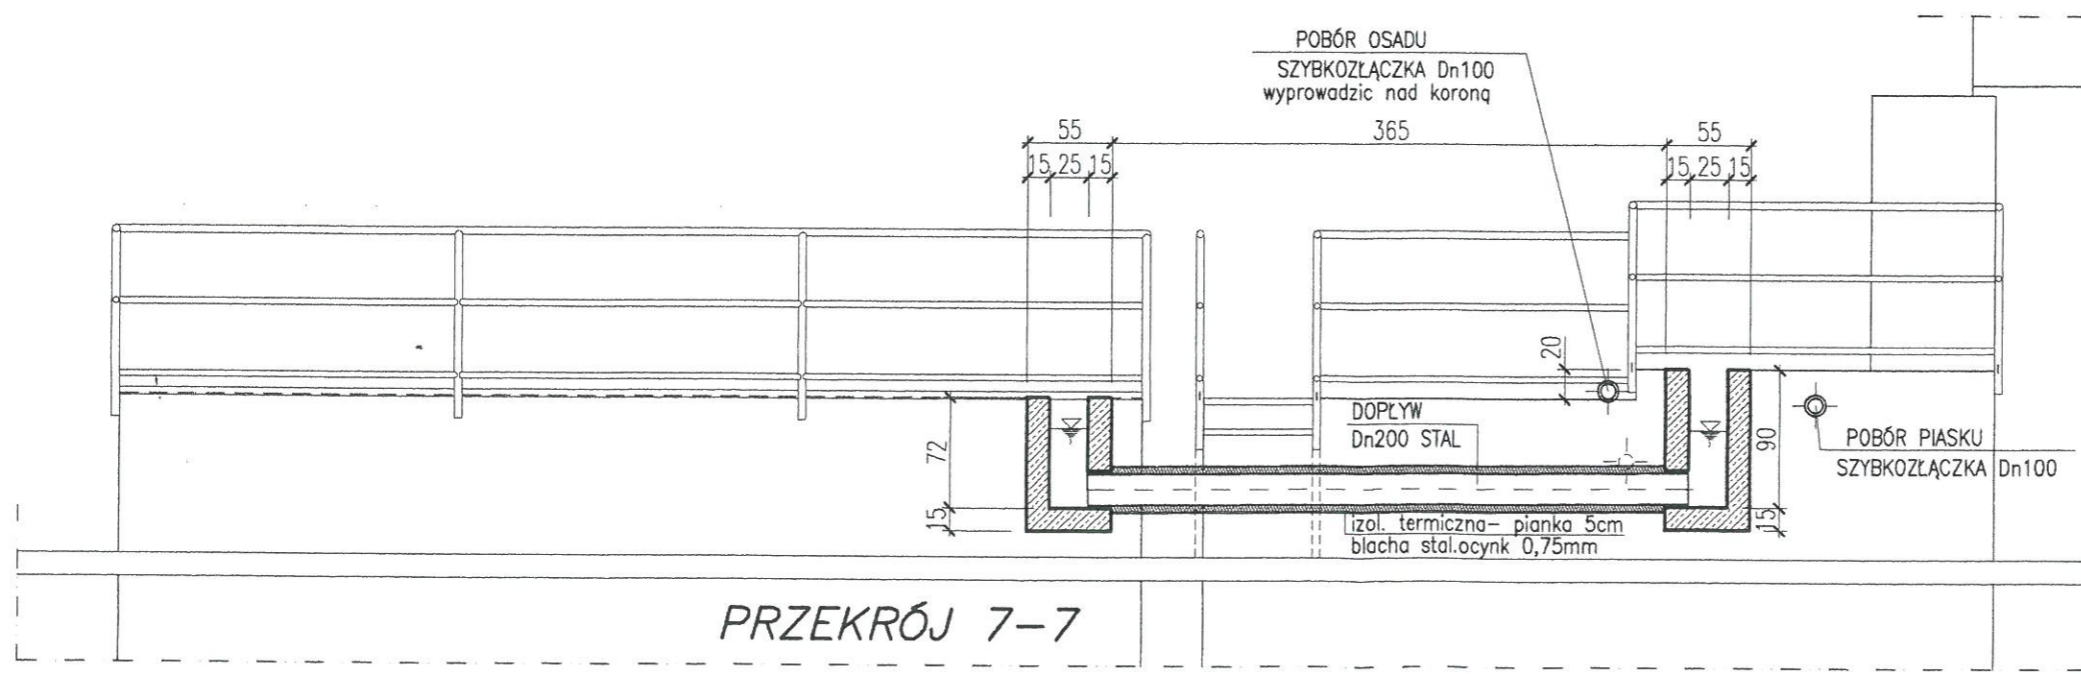 POBÓR OSADU
SZYBKOZŁĄCZKA Dn100
wyprowadzic nad koroną
55
365
55
15 25 15
15 25 15
20
DOPŁYW
Dn200 STAL
72
90
POBÓR PIASKU
SZYBKOZŁĄCZKA Dn100
15
izol. termiczna- pianka 5cm
15
blacha stal.ocynk 0,75mm
PRZEKRÓJ 7-7